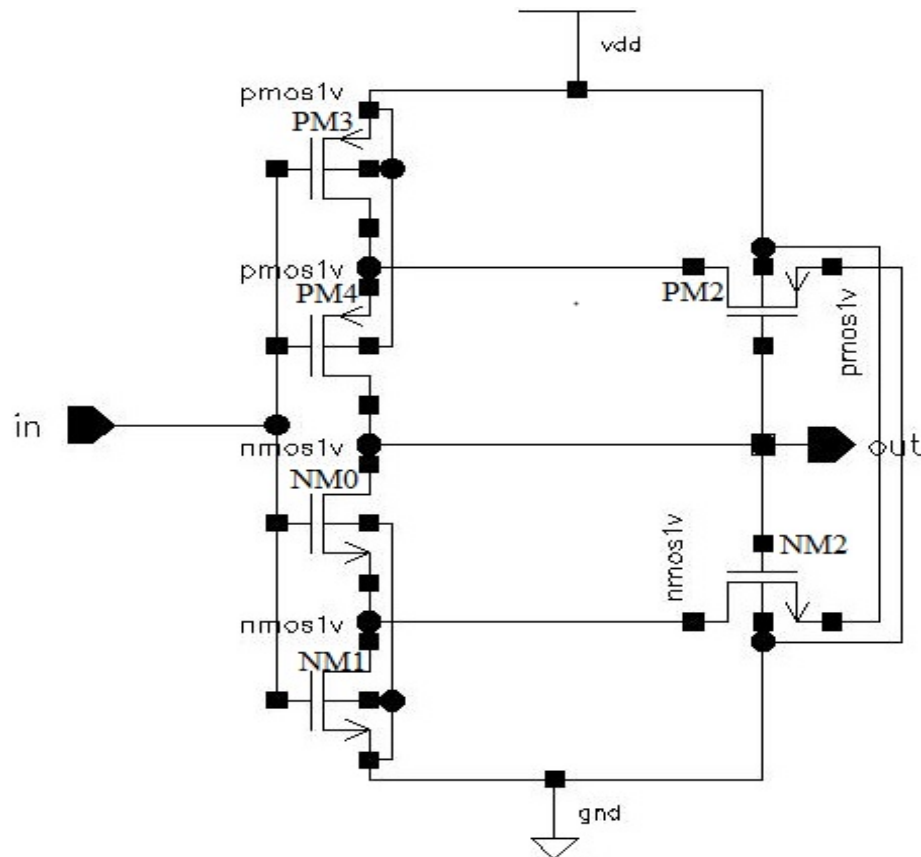 vdd
pmos1v
PM3
pmos1v
PM4
PM2
pmos1v
in
nmos1v
out
NM0
nmos1v
NM2
nmos1v
NM1
gnd